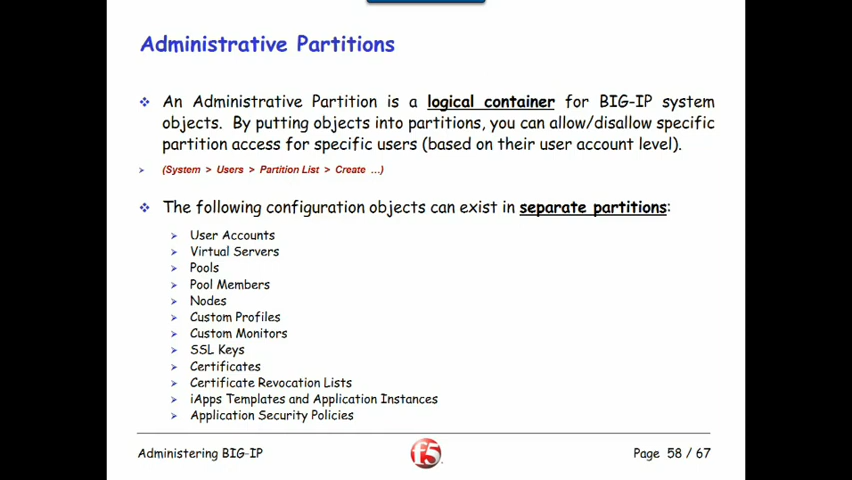 Administrative Partitions
An Administrative Partition is a logical container for BIG-IP system
objects. By putting objects into partitions, you can allow/disallow specific
partition access for specific users (based on their user account level).
(System > Users > Partition List > Create ...)
The following configuration objects can exist in separate partitions:
User Accounts
Virtual Servers
Pools
Pool Members
Nodes
Custom Profiles
Custom Monitors
SSL Keys
Certificates
Certificate Revocation Lists
iApps Templates and Application Instances
Application Security Policies
Administering BIG-IP
f5
Page 58 / 67